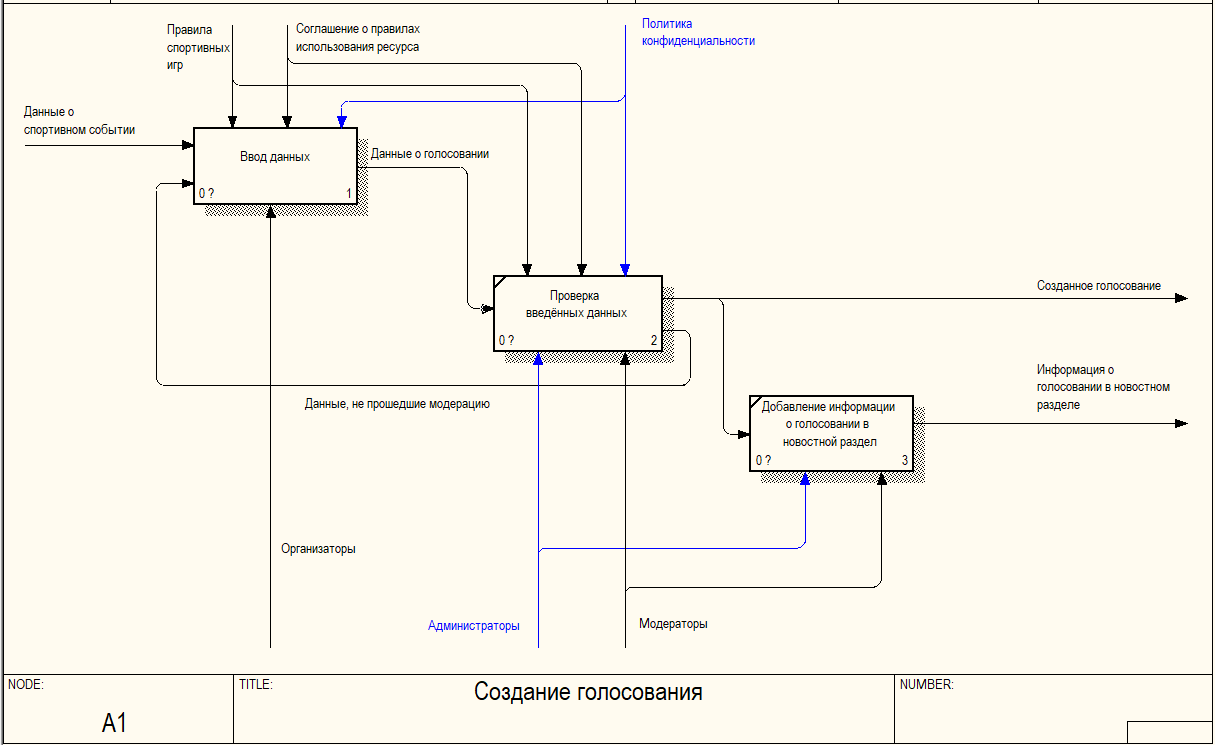 Правила
спортивных
игр
Соглашение о правилах
использования ресурса
Политика
конфиденциальности
Данные о
спортивном событии
Ввод данных
0 ?
1
Данные о голосовании
Проверка
введённых данных
0 ?
2
Созданное голосование
Информация о
голосовании в новостном
разделе
Данные, не прошедшие модерацию
Добавление информации
о голосовании в
новостной раздел
0 ?
3
Организаторы
Администраторы
Модераторы
NODE:
TITLE:
NUMBER:
A1
Создание голосования